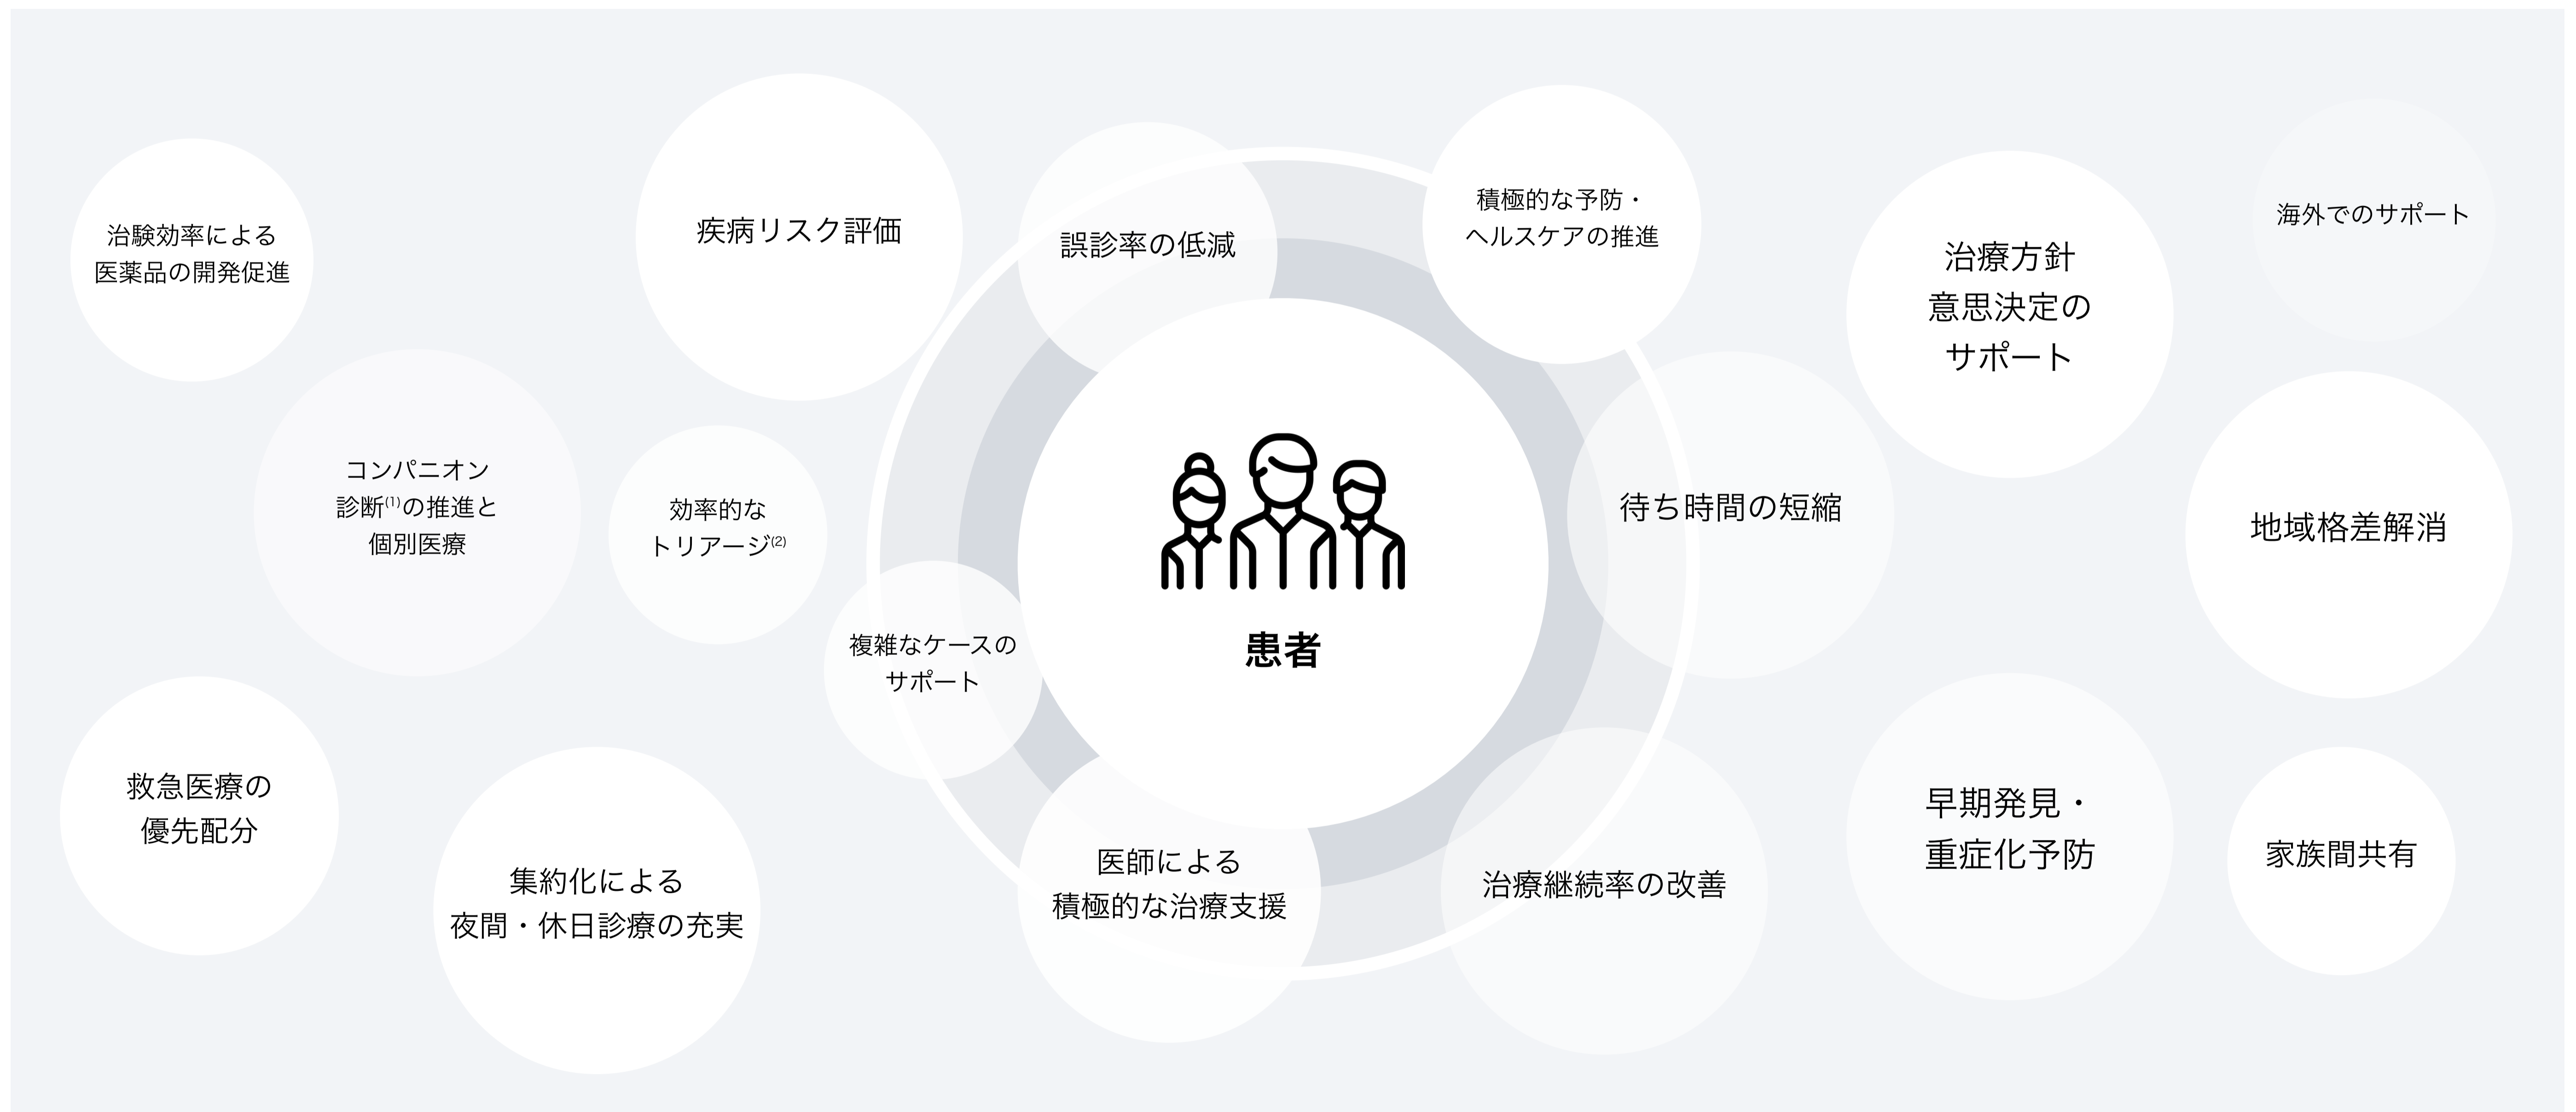 治験効率による
医薬品の開発促進
疾病リスク評価
誤診率の低減
積極的な予防・
ヘルスケアの推進
治療方針
意思決定の
サポート
海外でのサポート
コンパニオン
診断(1)の推進と
個別医療
効率的な
トリアージ(2)
複雑なケースの
サポート
患者
待ち時間の短縮
地域格差解消
救急医療の
優先配分
集約化による
夜間・休日診療の充実
医師による
積極的な治療支援
治療継続率の改善
早期発見・
重症化予防
家族間共有